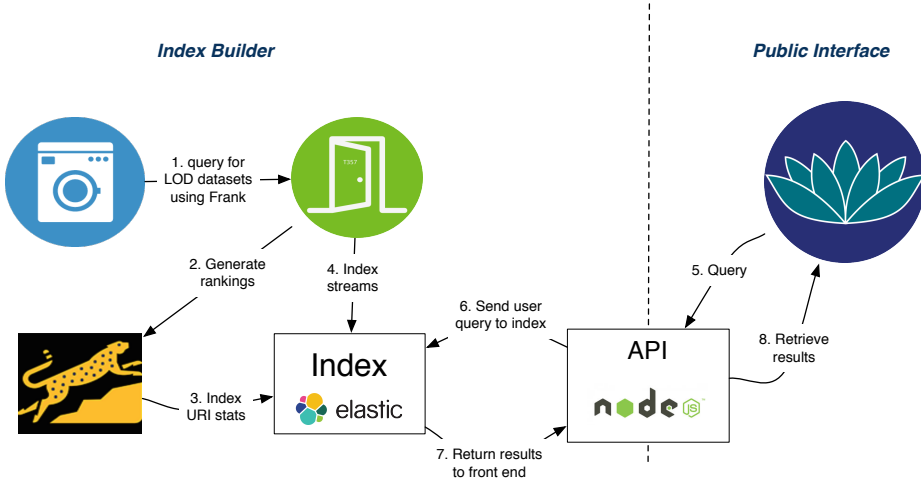 Index Builder
Public Interface
1. query for
LOD datasets
using Frank
T357
2. Generate
rankings
4. Index
streams
5. Query
6. Send user
query to index
8. Retrieve
results
3. Index
URI stats
Index
elastic
API
node
JS
7. Return results
to front end